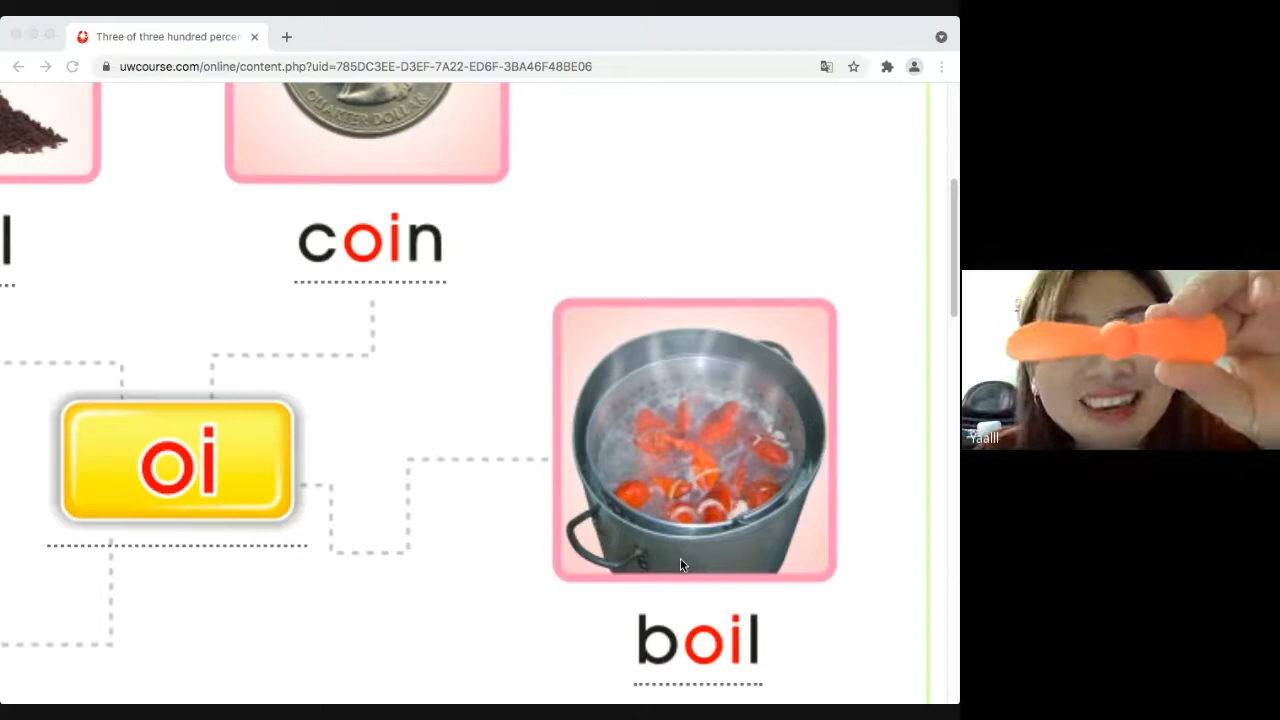 Three of three hundred percen
uwcourse.com/online/content.php?uid=785DC3EE-D3EF-7A22-ED6F-3BA46F48BE06
QUARTER DOLLAR
l
coin
oi
boil
Yaalll